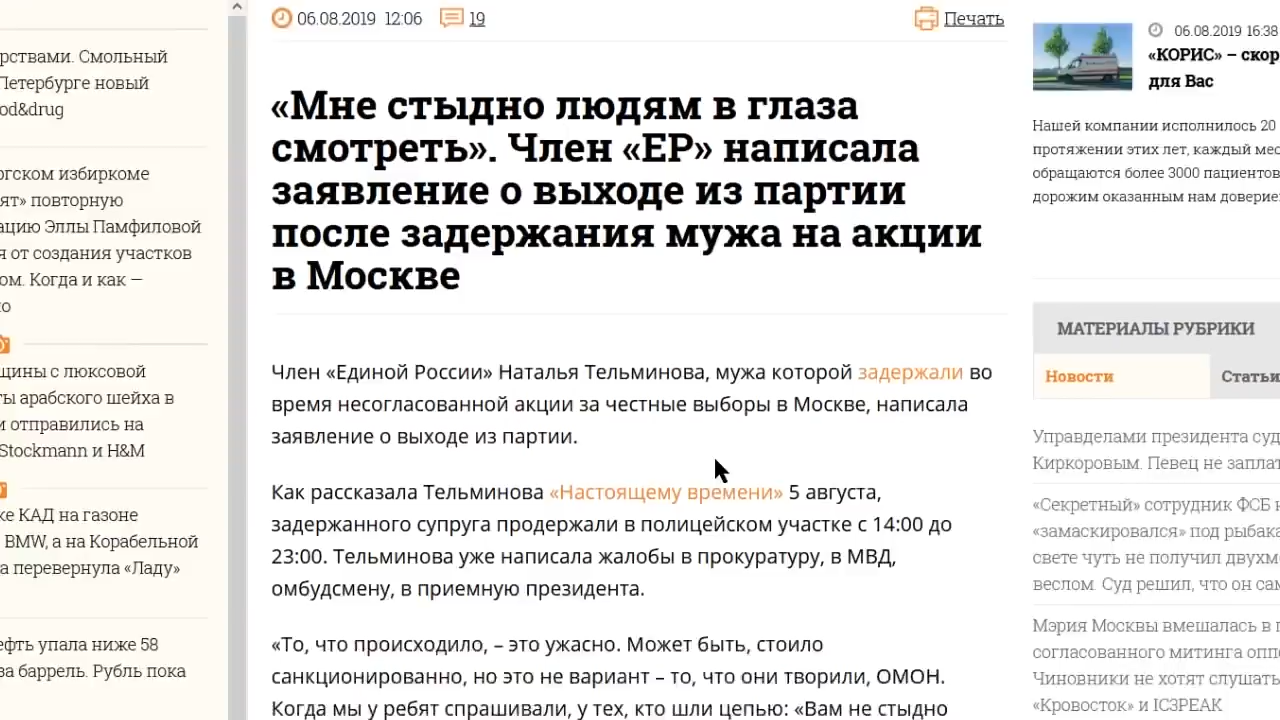 рствами. Смольный
Петербурге новый
od&drug
ргском избиркоме
ят» повторную
ацию Эллы Памфиловой
я от создания участков
ом. Когда и как —
о
щины с люксовой
ты арабского шейха в
и отправились на
Stockmann и H&M
ке КАД на газоне
BMW, а на Корабельной
а перевернула «Ладу»
ефть упала ниже 58
за баррель. Рубль пока
06.08.2019 12:06 19 Печать
«Мне стыдно людям в глаза
смотреть». Член «ЕР» написала
заявление о выходе из партии
после задержания мужа на акции
в Москве
Член «Единой России» Наталья Тельминова, мужа которой задержали во
время несогласованной акции за честные выборы в Москве, написала
заявление о выходе из партии.
Как рассказала Тельминова «Настоящему времени» 5 августа,
задержанного супруга продержали в полицейском участке с 14:00 до
23:00. Тельминова уже написала жалобы в прокуратуру, в МВД,
омбудсмену, в приемную президента.
«То, что происходило, – это ужасно. Может быть, стоило
санкционированно, но это не вариант – то, что они творили, ОМОН.
Когда мы у ребят спрашивали, у тех, кто шли цепью: «Вам не стыдно
06.08.2019 16:38
«КОРИС» – скор
для Вас
Нашей компании исполнилось 20
протяжении этих лет, каждый мес
обращаются более 3000 пациентов
дорожим оказанным нам доверие
МАТЕРИАЛЫ РУБРИКИ
Новости Статьи
Управделами президента суд
Киркоровым. Певец не заплат
«Секретный» сотрудник ФСБ н
«замаскировался» под рыбака
свете чуть не получил двухме
веслом. Суд решил, что он сам
Мэрия Москвы вмешалась в п
согласованного митинга оппо
Чиновники не хотят слушать
«Кровосток» и IC3PEAK